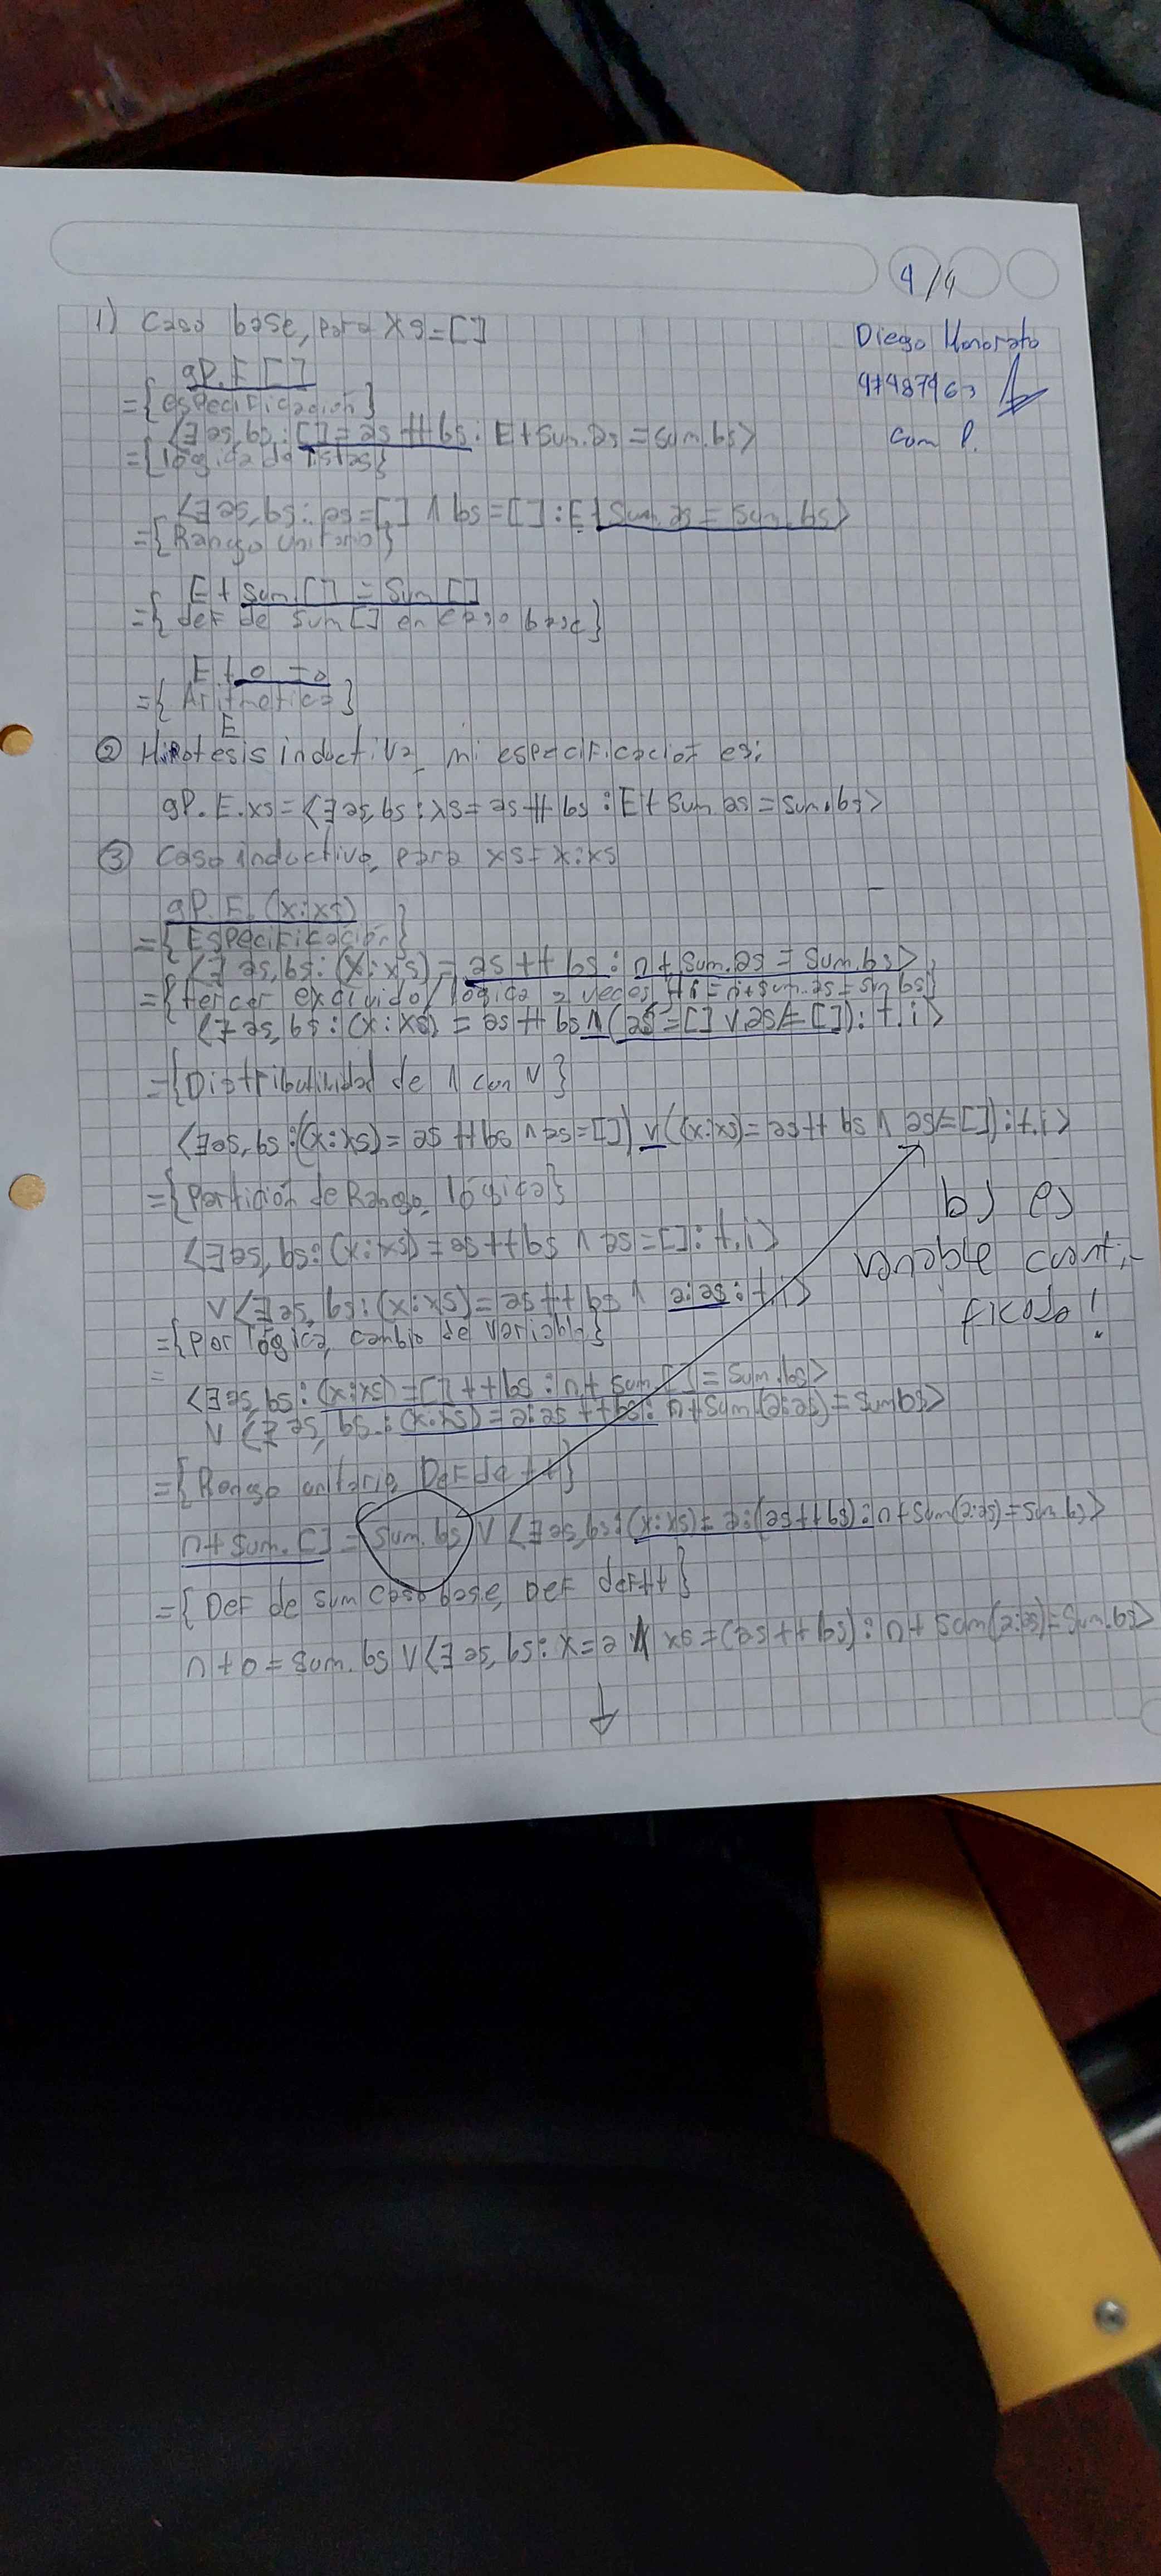 4/4
Diego Honorato
47487963
Com P.
1) Caso base, para xs=[]
gP.E []
={especificación}
⟨∃ as,bs: []=as ++ bs: E+sum.as = sum.bs⟩
={lógica de listas}
⟨∃ as,bs: as=[] ∧ bs=[]: E+sum.as = sum.bs⟩
={Rango unitario}
E + sum.[] = sum []
={def de sum[] en caso base}
E + 0 = 0
={Aritmetica}
E
② Hipotesis inductiva, mi especificacion es:
gP.E.xs=⟨∃ as,bs: xs=as ++ bs: E+sum.as=sum.bs⟩
③ Caso inductivo, para xs= x:xs
gP.E.(x:xs)
={Especificación}
⟨∃ as,bs: (x:xs) = as ++ bs: n+sum.as = sum.bs⟩
={tercer excluido, lógica 2 veces, = n+sum.as=sum bs}
⟨∃ as,bs: (x:xs) = as ++ bs ∧ (as=[] ∨ as≠[]): t.i⟩
={Distributividad de ∧ con ∨}
⟨∃ as,bs: ((x:xs)=as ++ bs ∧ as=[]) ∨ ((x:xs)=as ++ bs ∧ as≠[]): t.i⟩
={Partición de Rango, lógica}
⟨∃ as,bs: (x:xs)=as ++ bs ∧ as=[]: t.i⟩
∨⟨∃ as,bs: (x:xs)=as ++ bs ∧ a:as: t.i⟩
={por lógica, cambio de variable}
=
⟨∃ as,bs: (x:xs)=[] ++ bs: n+sum.[]=sum.bs⟩
∨ ⟨∃ as,bs: (x:xs)=a:as ++ bs: n+sum(a:as)=sum bs⟩
={Rango unitario, Def de ++}
n+sum.[] = sum.bs ∨ ⟨∃ as,bs: (x:xs)=a:(as++bs): n+sum(a:as)=sum.bs⟩
={Def de sum caso base, Def de ++}
n+0=sum.bs ∨⟨∃ as,bs: x=a ∧ xs=(as++bs): n+sum(a:as)=sum.bs⟩
↓
bs es
variable cuanti-
ficada!